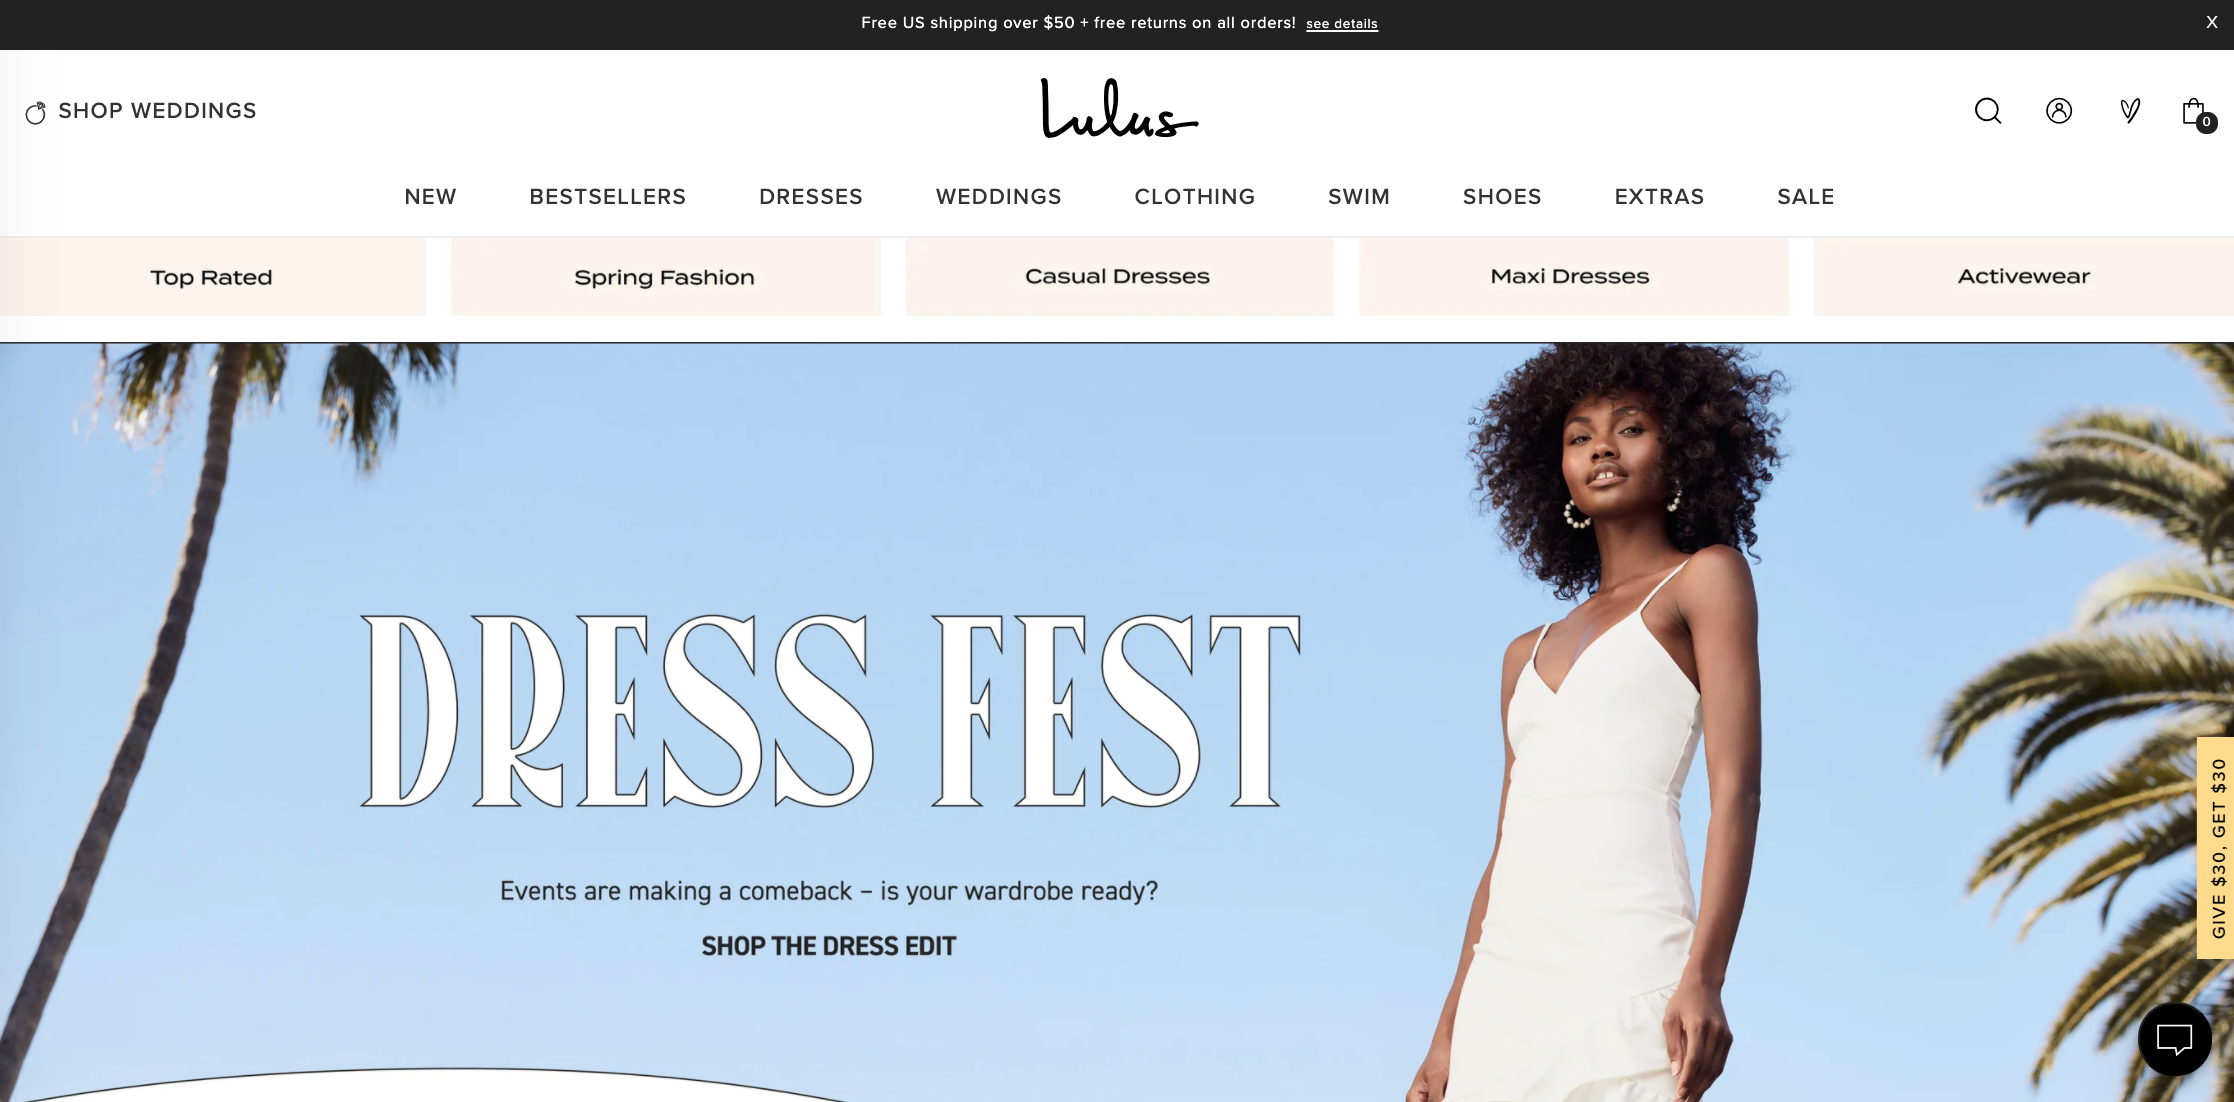 Free US shipping over $50 + free returns on all orders! see details
X
SHOP WEDDINGS
Lulus
0
NEW BESTSELLERS DRESSES WEDDINGS CLOTHING SWIM SHOES EXTRAS SALE
Top Rated
Spring Fashion
Casual Dresses
Maxi Dresses
Activewear
DRESS FEST
Events are making a comeback – is your wardrobe ready?
SHOP THE DRESS EDIT
GIVE $30, GET $30